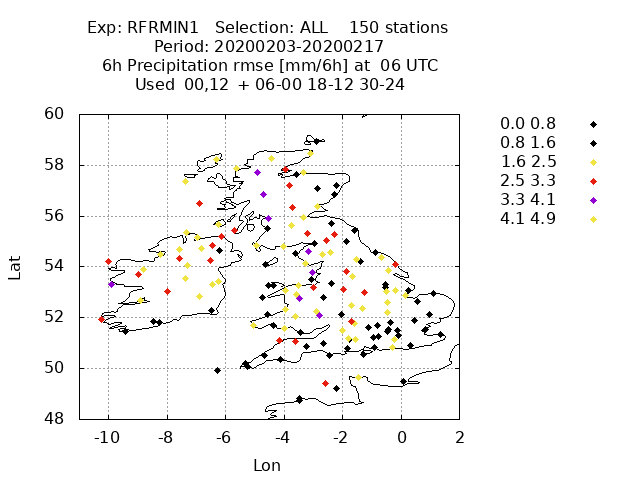 Exp: RFRMIN1 Selection: ALL 150 stations
Period: 20200203-20200217
6h Precipitation rmse [mm/6h] at 06 UTC
Used 00,12 + 06-00 18-12 30-24
60
58
56
54
52
50
48
Lat
-10 -8 -6 -4 -2 0 2
Lon
0.0 0.8
0.8 1.6
1.6 2.5
2.5 3.3
3.3 4.1
4.1 4.9